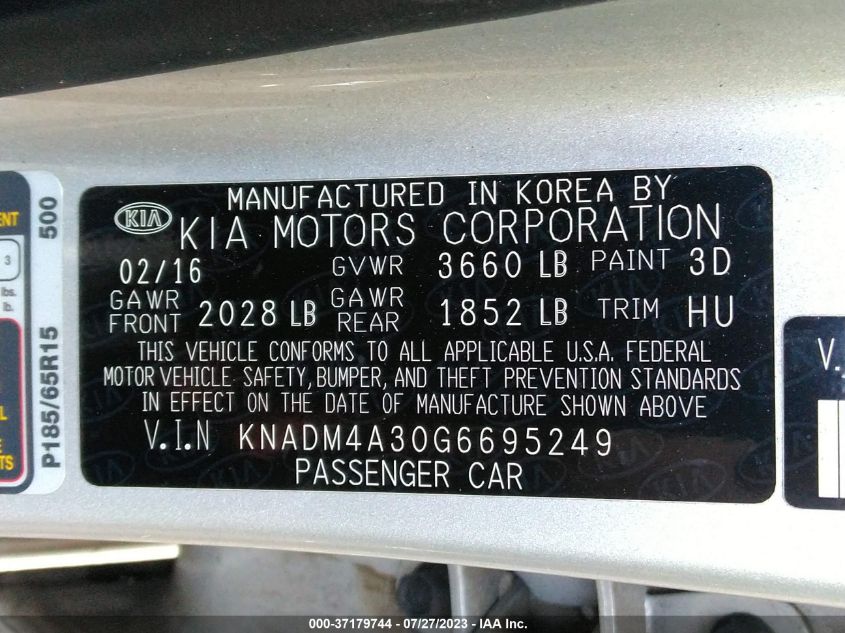 MANUFACTURED IN KOREA BY
KIA KIA MOTORS CORPORATION
02/16 GVWR 3660 LB PAINT 3D
GAWR FRONT 2028 LB GAWR REAR 1852 LB TRIM HU
THIS VEHICLE CONFORMS TO ALL APPLICABLE U.S.A. FEDERAL
MOTOR VEHICLE SAFETY, BUMPER, AND THEFT PREVENTION STANDARDS
IN EFFECT ON THE DATE OF MANUFACTURE SHOWN ABOVE
V.I.N KNADM4A30G6695249
PASSENGER CAR
P185/65R15 500
3
lbs.
lb.
V.
000-37179744 / 07/27/2023 - IAA Inc.